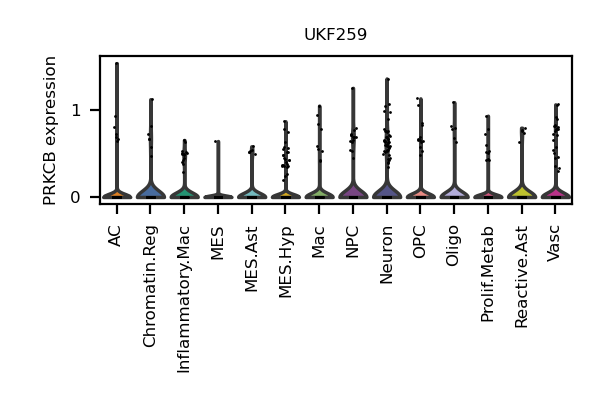 UKF259
PRKCB expression
1
0
AC
Chromatin.Reg
Inflammatory.Mac
MES
MES.Ast
MES.Hyp
Mac
NPC
Neuron
OPC
Oligo
Prolif.Metab
Reactive.Ast
Vasc